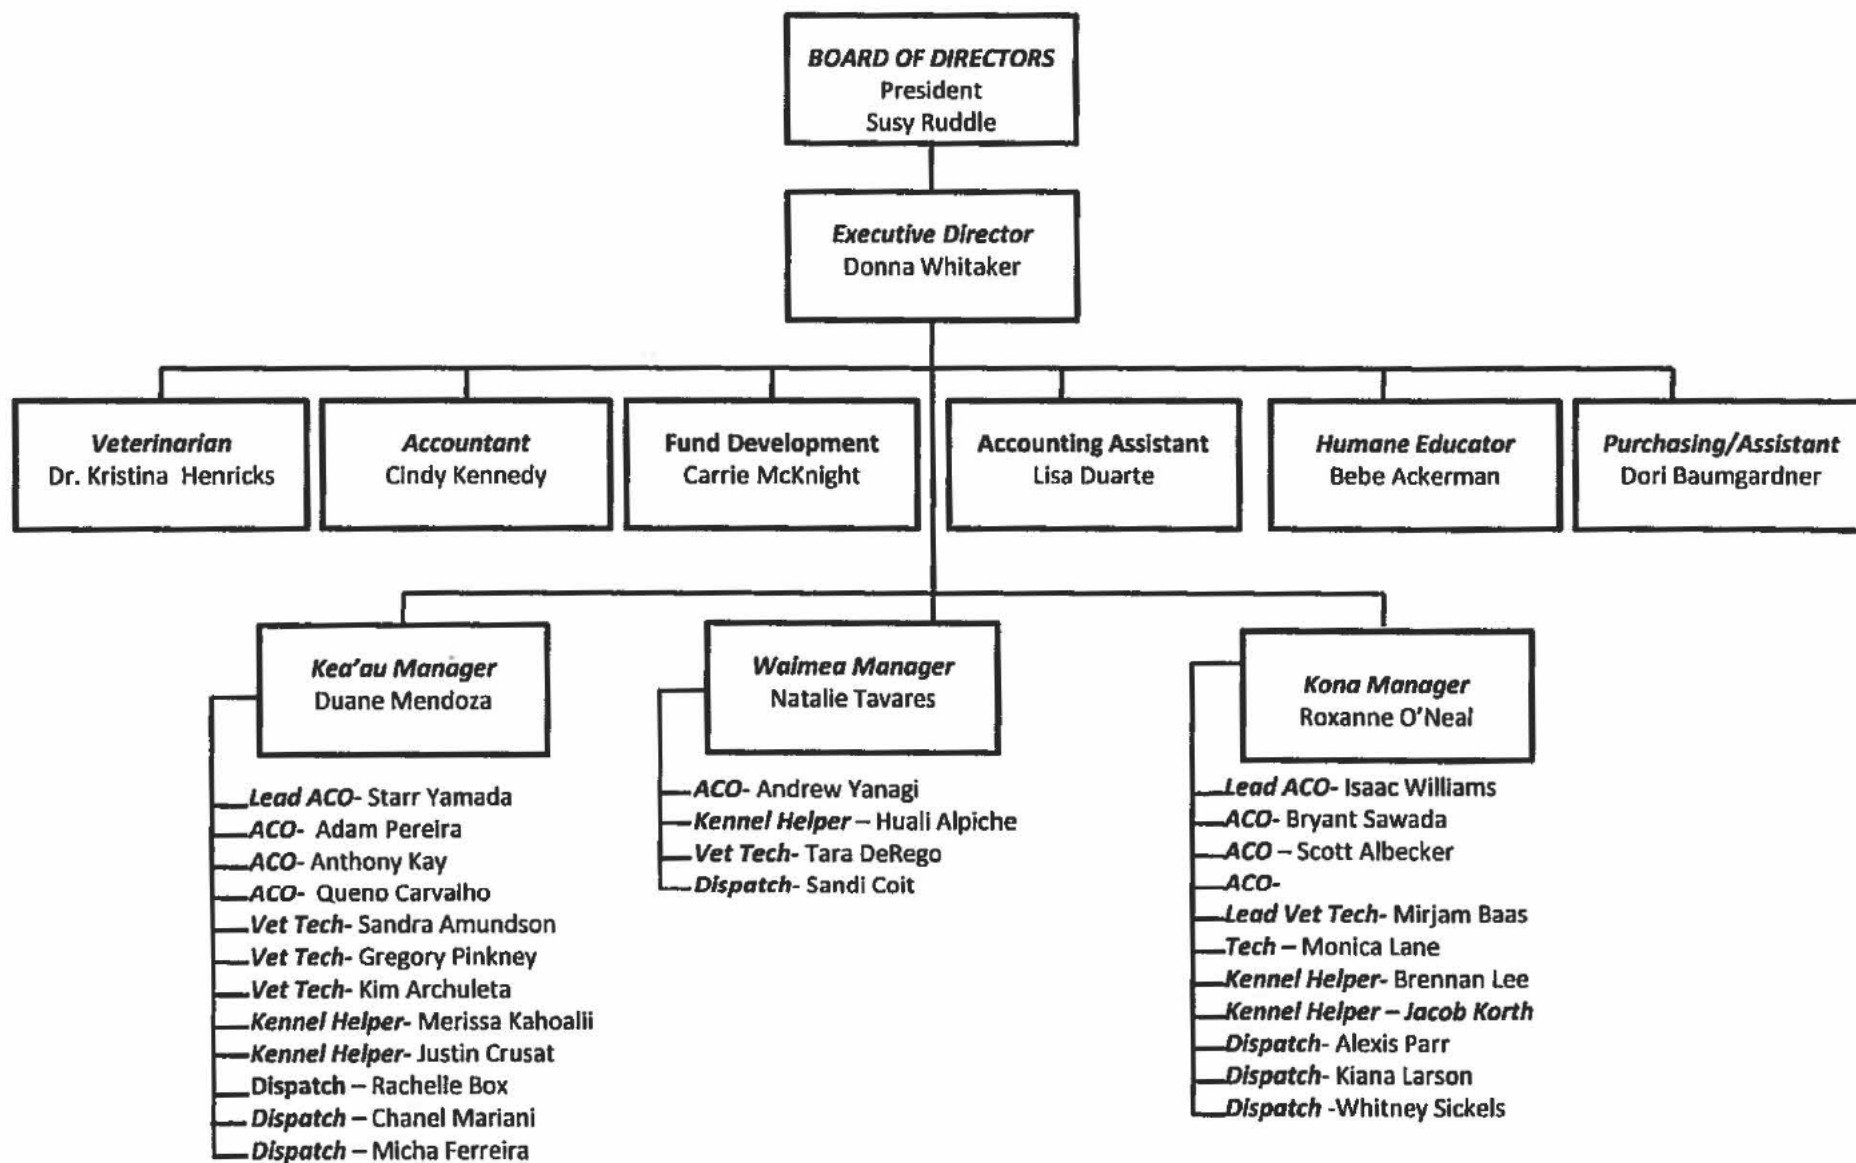 BOARD OF DIRECTORS
President
Susy Ruddle
Executive Director
Donna Whitaker
Veterinarian
Dr. Kristina Henricks
Accountant
Cindy Kennedy
Fund Development
Carrie McKnight
Accounting Assistant
Lisa Duarte
Humane Educator
Bebe Ackerman
Purchasing/Assistant
Dori Baumgardner
Kea'au Manager
Duane Mendoza
Lead ACO- Starr Yamada
ACO- Adam Pereira
ACO- Anthony Kay
ACO- Queno Carvalho
Vet Tech- Sandra Amundson
Vet Tech- Gregory Pinkney
Vet Tech- Kim Archuleta
Kennel Helper- Merissa Kahoalii
Kennel Helper- Justin Crusat
Dispatch – Rachelle Box
Dispatch – Chanel Mariani
Dispatch – Micha Ferreira
Waimea Manager
Natalie Tavares
ACO- Andrew Yanagi
Kennel Helper – Huali Alpiche
Vet Tech- Tara DeRego
Dispatch- Sandi Coit
Kona Manager
Roxanne O'Neal
Lead ACO- Isaac Williams
ACO- Bryant Sawada
ACO – Scott Albecker
ACO-
Lead Vet Tech- Mirjam Baas
Tech – Monica Lane
Kennel Helper- Brennan Lee
Kennel Helper – Jacob Korth
Dispatch- Alexis Parr
Dispatch- Kiana Larson
Dispatch -Whitney Sickels